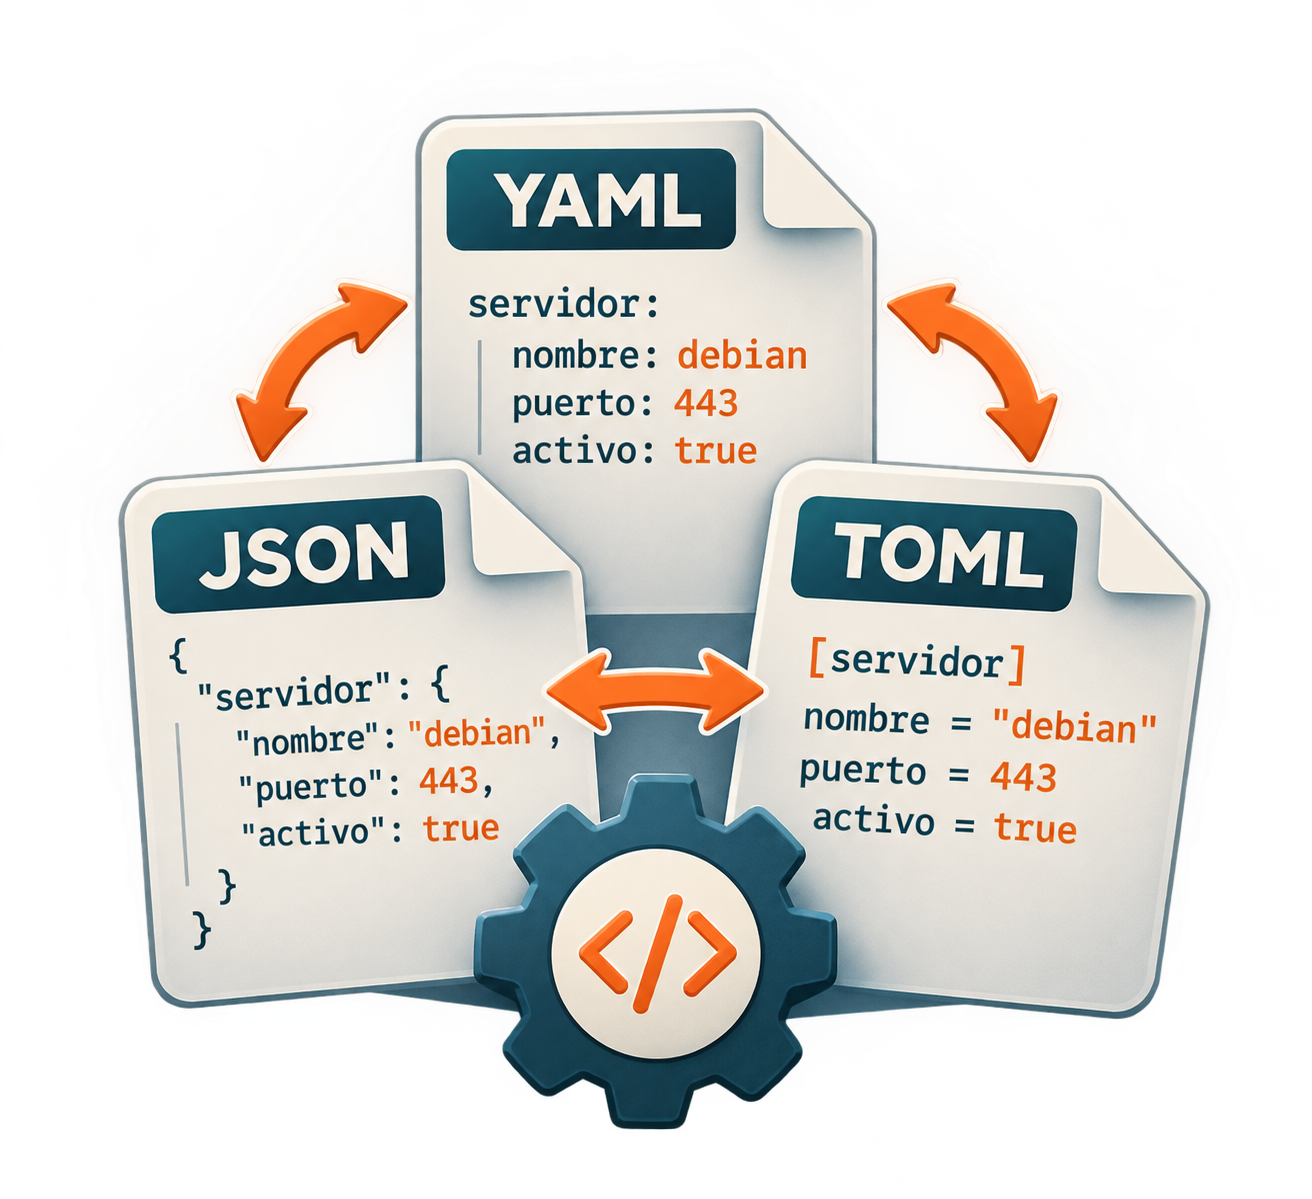 YAML
servidor:
nombre: debian
puerto: 443
activo: true
JSON
{
"servidor": {
"nombre": "debian",
"puerto": 443,
"activo": true
}
}
TOML
[servidor]
nombre = "debian"
puerto = 443
activo = true
</>